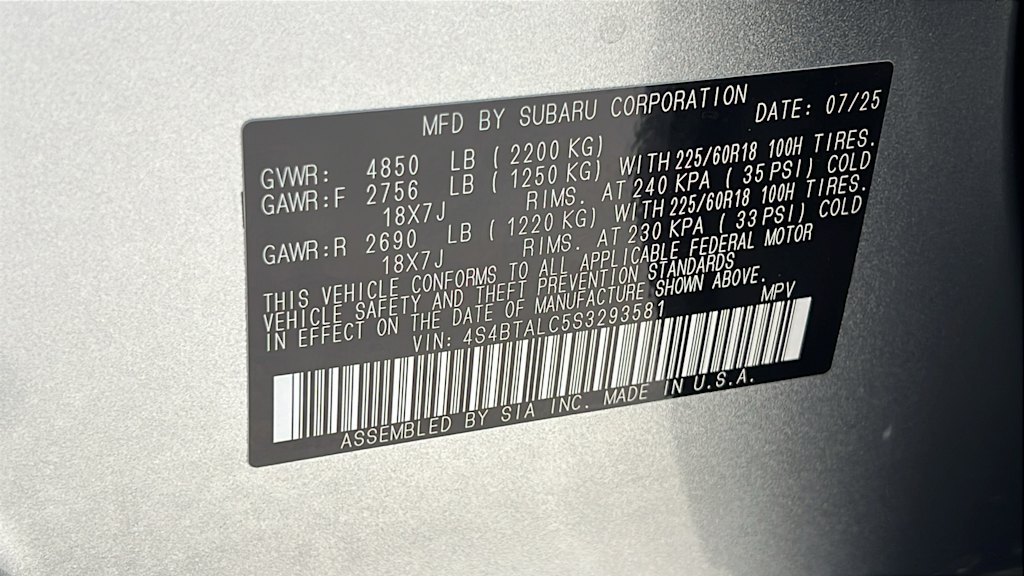 MFD BY SUBARU CORPORATION DATE: 07/25
GVWR: 4850 LB ( 2200 KG)
GAWR:F 2756 LB ( 1250 KG) WITH 225/60R18 100H TIRES.
18X7J RIMS. AT 240 KPA ( 35 PSI) COLD
GAWR:R 2690 LB ( 1220 KG) WITH 225/60R18 100H TIRES.
18X7J RIMS. AT 230 KPA ( 33 PSI) COLD
THIS VEHICLE CONFORMS TO ALL APPLICABLE FEDERAL MOTOR
VEHICLE SAFETY AND THEFT PREVENTION STANDARDS
IN EFFECT ON THE DATE OF MANUFACTURE SHOWN ABOVE.
VIN: 4S4BTALC5S3293581 MPV
ASSEMBLED BY SIA INC. MADE IN U.S.A.